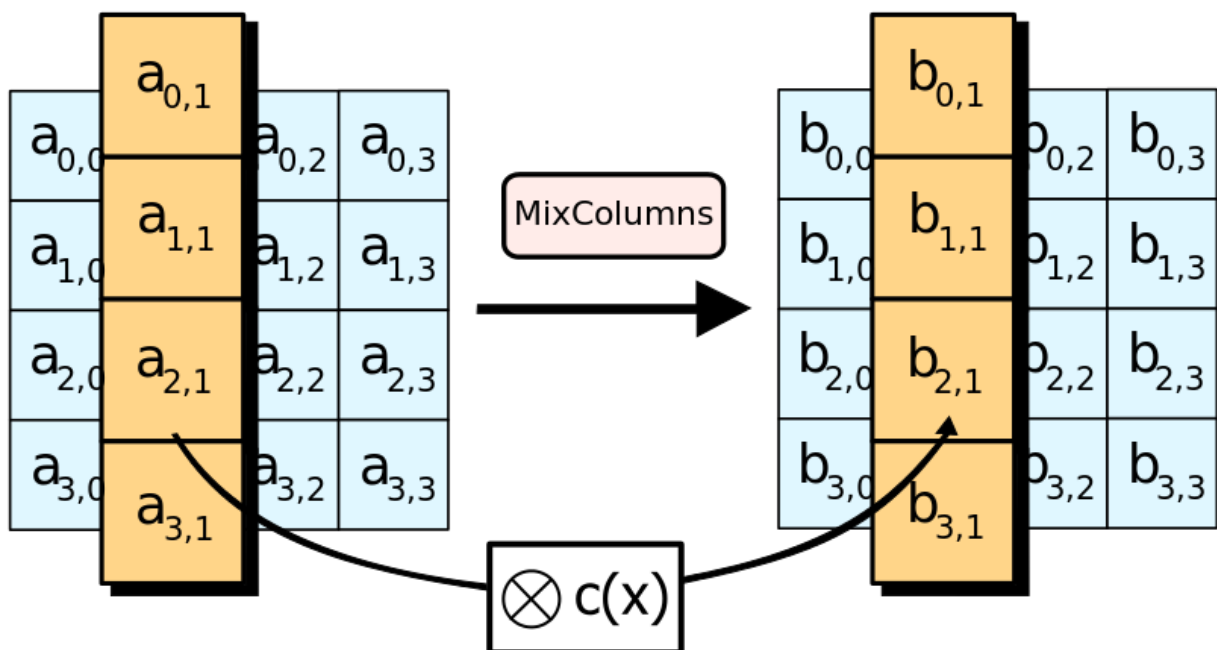 a0,1
a0,0 a0,2 a0,3
a1,1
a1,0 a1,2 a1,3
a2,1
a2,0 a2,2 a2,3
a3,1
a3,0 a3,2 a3,3
MixColumns
b0,1
b0,0 b0,2 b0,3
b1,1
b1,0 b1,2 b1,3
b2,1
b2,0 b2,2 b2,3
b3,1
b3,0 b3,2 b3,3
⊗ c(x)